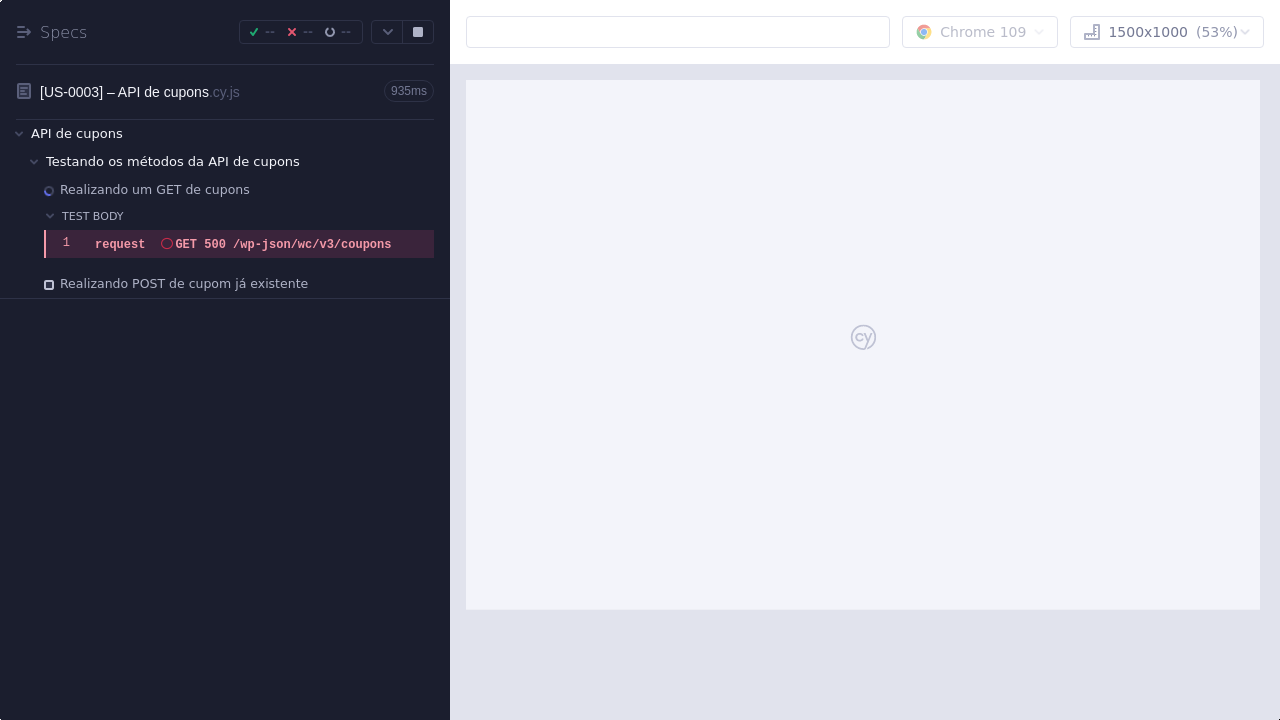 Specs
-- -- --
Chrome 109
1500x1000 (53%)
[US-0003] – API de cupons.cy.js
935ms
API de cupons
Testando os métodos da API de cupons
Realizando um GET de cupons
TEST BODY
1 request GET 500 /wp-json/wc/v3/coupons
Realizando POST de cupom já existente
cy